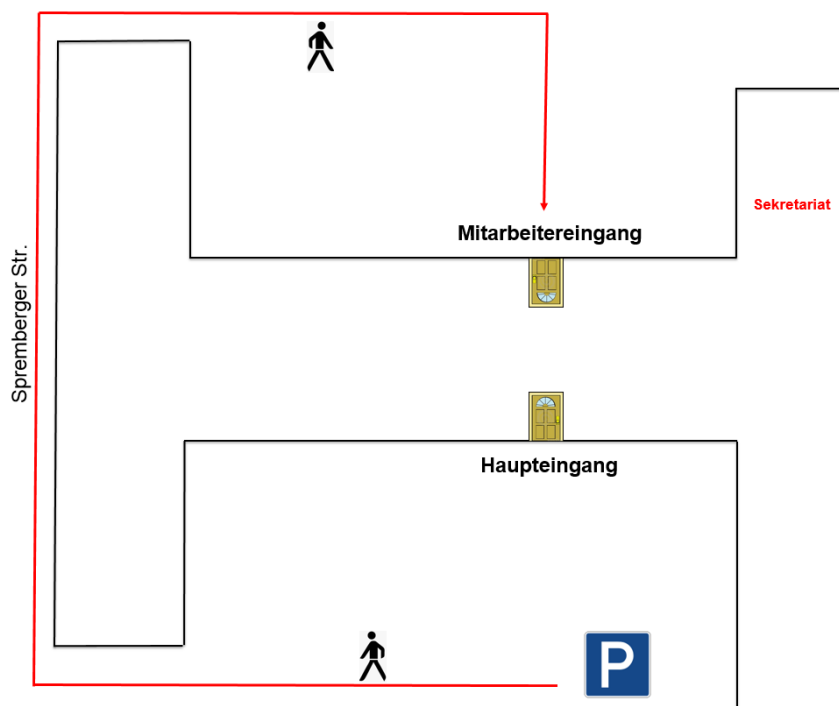 Sekretariat
Mitarbeitereingang
Spremberger Str.
Haupteingang
P